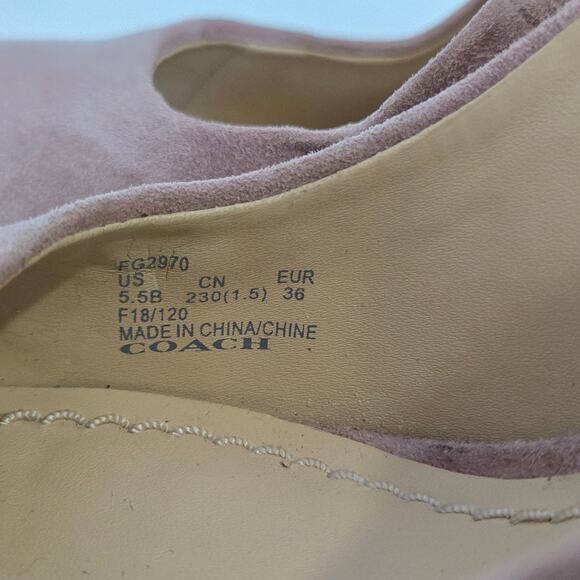 FG2970
US CN EUR
5.5B 230(1.5) 36
F18/120
MADE IN CHINA/CHINE
COACH